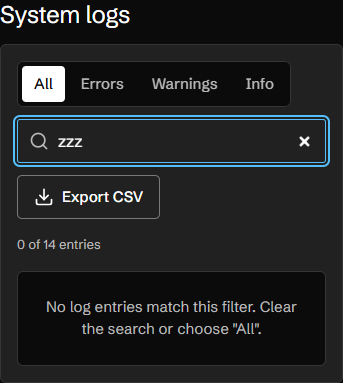 System logs
All Errors Warnings Info
zzz
Export CSV
0 of 14 entries
No log entries match this filter. Clear
the search or choose "All".